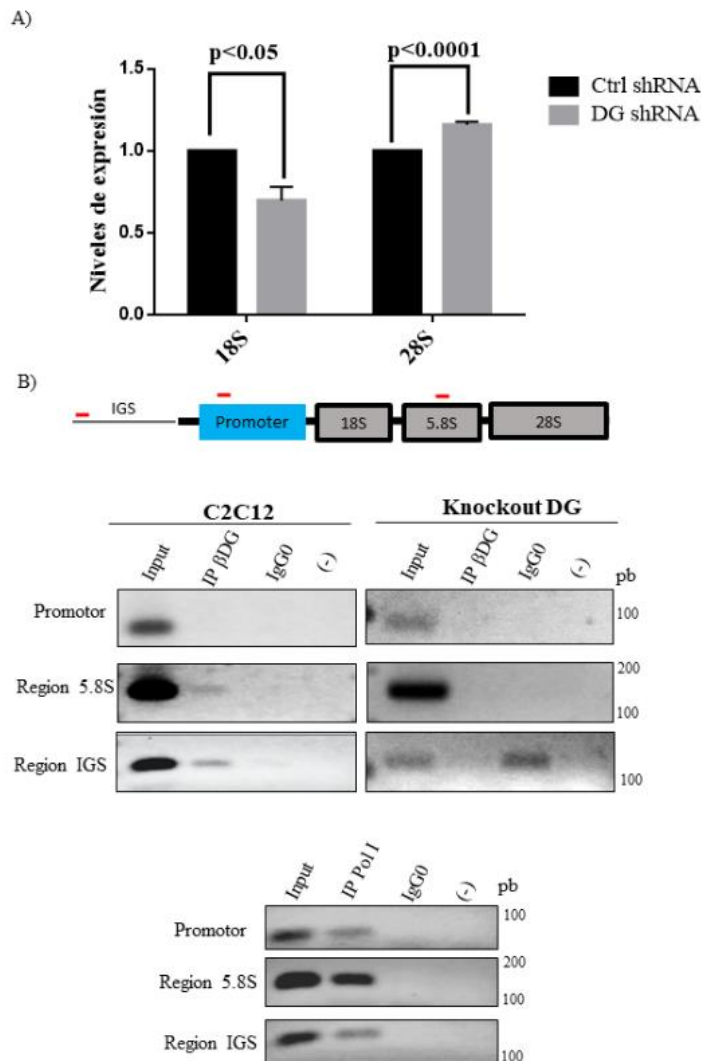 A)
p<0.05
p<0.0001
Ctrl shRNA
DG shRNA
Niveles de expresión
1.5
1.0
0.5
0.0
18S
28S
B)
IGS
Promoter
18S
5.8S
28S
C2C12
Knockout DG
Input
IP βDG
IgG0
(-)
Input
IP βDG
IgG0
(-)
pb
Promotor
100
Region 5.8S
200
100
Region IGS
100
Input
IP Pol I
IgG0
(-)
pb
Promotor
100
Region 5.8S
200
100
Region IGS
100